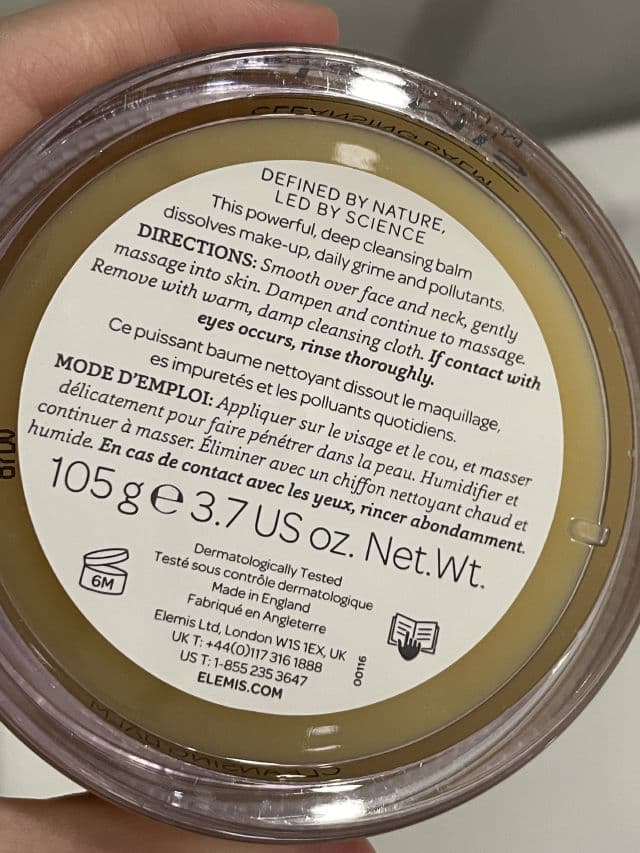 DEFINED BY NATURE,
LED BY SCIENCE
This powerful, deep cleansing balm
dissolves make-up, daily grime and pollutants.
DIRECTIONS: Smooth over face and neck, gently
massage into skin. Dampen and continue to massage.
Remove with warm, damp cleansing cloth. If contact with
eyes occurs, rinse thoroughly.
Ce puissant baume nettoyant dissout le maquillage,
es impuretés et les polluants quotidiens.
MODE D'EMPLOI: Appliquer sur le visage et le cou, et masser
délicatement pour faire pénétrer dans la peau. Humidifier et
continuer à masser. Éliminer avec un chiffon nettoyant chaud et
humide. En cas de contact avec les yeux, rincer abondamment.
105 g e 3.7 US oz. Net.Wt.
6M
Dermatologically Tested
Testé sous contrôle dermatologique
Made in England
Fabriqué en Angleterre
Elemis Ltd, London W1S 1EX, UK
UK T: +44(0)117 316 1888
US T: 1-855 235 3647
ELEMIS.COM
00116
CLEANSING BALM
CLEANSING BALM